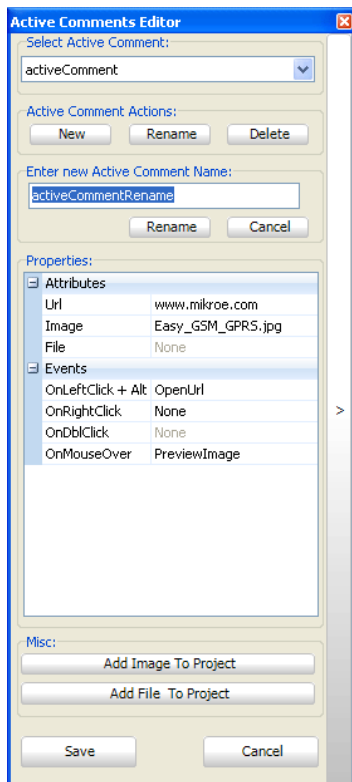 Active Comments Editor
Select Active Comment:
activeComment
Active Comment Actions:
New Rename Delete
Enter new Active Comment Name:
activeCommentRename
Rename Cancel
Properties:
Attributes
Url www.mikroe.com
Image Easy_GSM_GPRS.jpg
File None
Events
OnLeftClick + Alt OpenUrl
OnRightClick None
OnDblClick None
OnMouseOver PreviewImage
>
Misc:
Add Image To Project
Add File To Project
Save Cancel